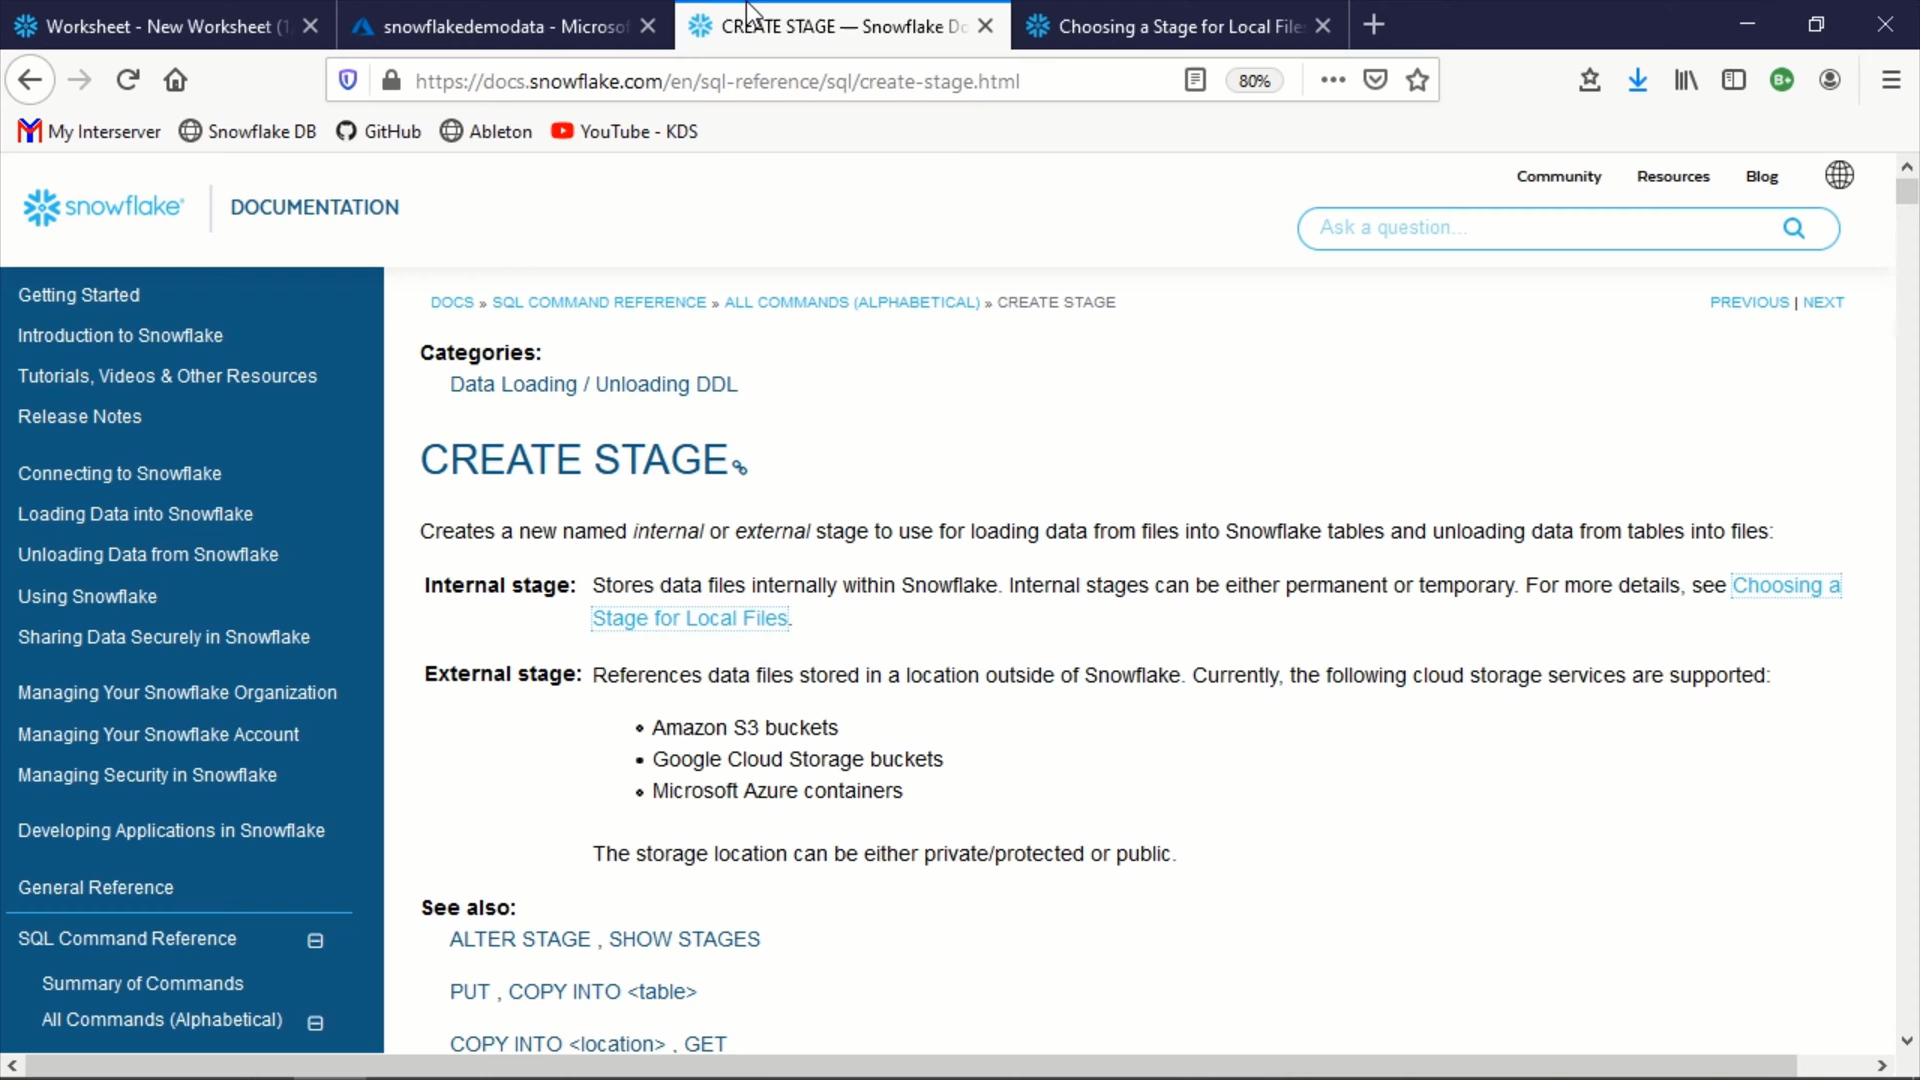 Worksheet - New Worksheet (1
snowflakedemodata - Microsof
CREATE STAGE — Snowflake Do
Choosing a Stage for Local File
https://docs.snowflake.com/en/sql-reference/sql/create-stage.html
80%
B+
My Interserver
Snowflake DB
GitHub
Ableton
YouTube - KDS
Community
Resources
Blog
snowflake
DOCUMENTATION
Ask a question...
Getting Started
Introduction to Snowflake
Tutorials, Videos & Other Resources
Release Notes
Connecting to Snowflake
Loading Data into Snowflake
Unloading Data from Snowflake
Using Snowflake
Sharing Data Securely in Snowflake
Managing Your Snowflake Organization
Managing Your Snowflake Account
Managing Security in Snowflake
Developing Applications in Snowflake
General Reference
SQL Command Reference
Summary of Commands
All Commands (Alphabetical)
DOCS » SQL COMMAND REFERENCE » ALL COMMANDS (ALPHABETICAL) » CREATE STAGE
PREVIOUS | NEXT
Categories:
Data Loading / Unloading DDL
CREATE STAGE
Creates a new named internal or external stage to use for loading data from files into Snowflake tables and unloading data from tables into files:
Internal stage: Stores data files internally within Snowflake. Internal stages can be either permanent or temporary. For more details, see Choosing a
Stage for Local Files.
External stage: References data files stored in a location outside of Snowflake. Currently, the following cloud storage services are supported:
• Amazon S3 buckets
• Google Cloud Storage buckets
• Microsoft Azure containers
The storage location can be either private/protected or public.
See also:
ALTER STAGE , SHOW STAGES
PUT , COPY INTO <table>
COPY INTO <location> , GET